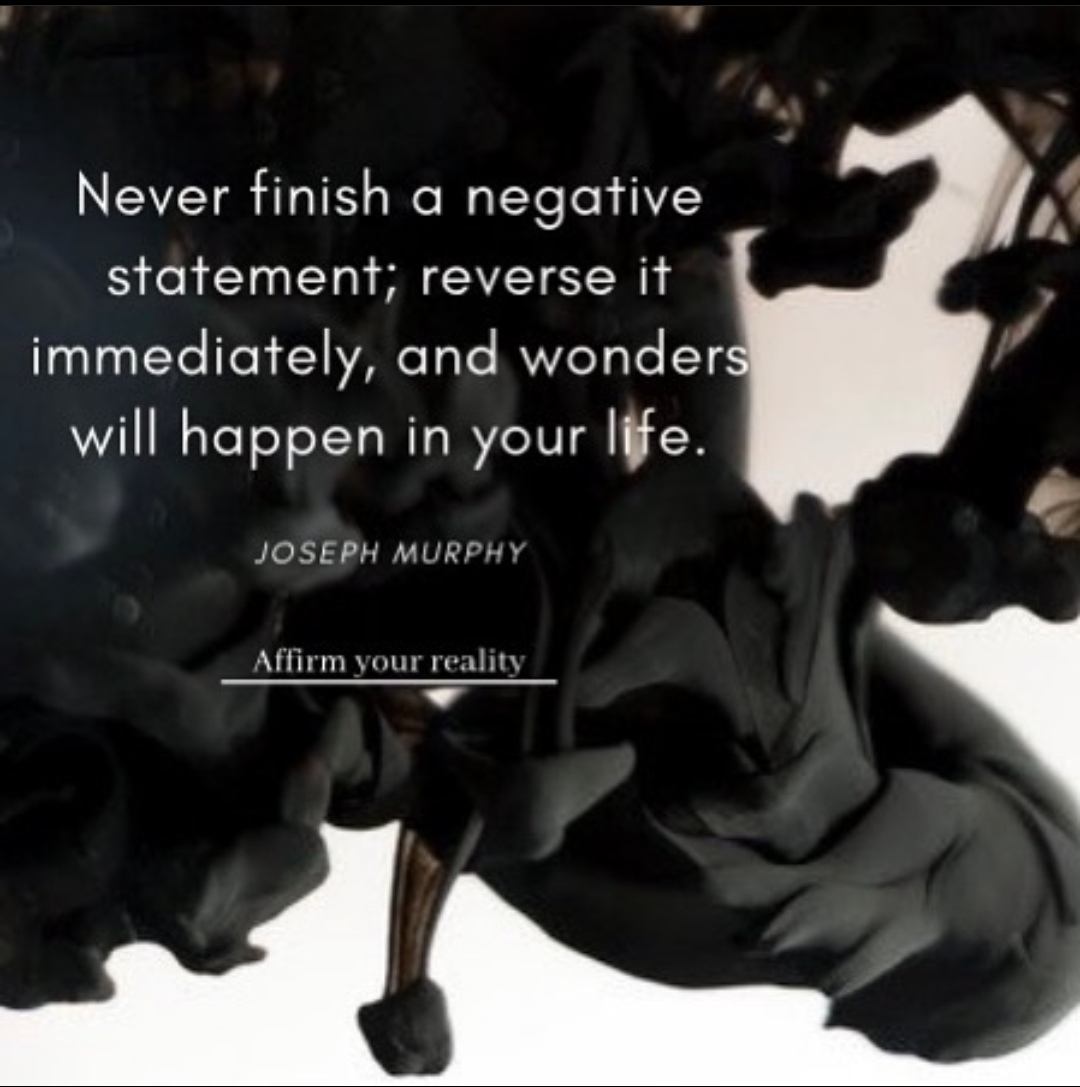 Never finish a negative
statement; reverse it
immediately, and wonders
will happen in your life.
JOSEPH MURPHY
Affirm your reality